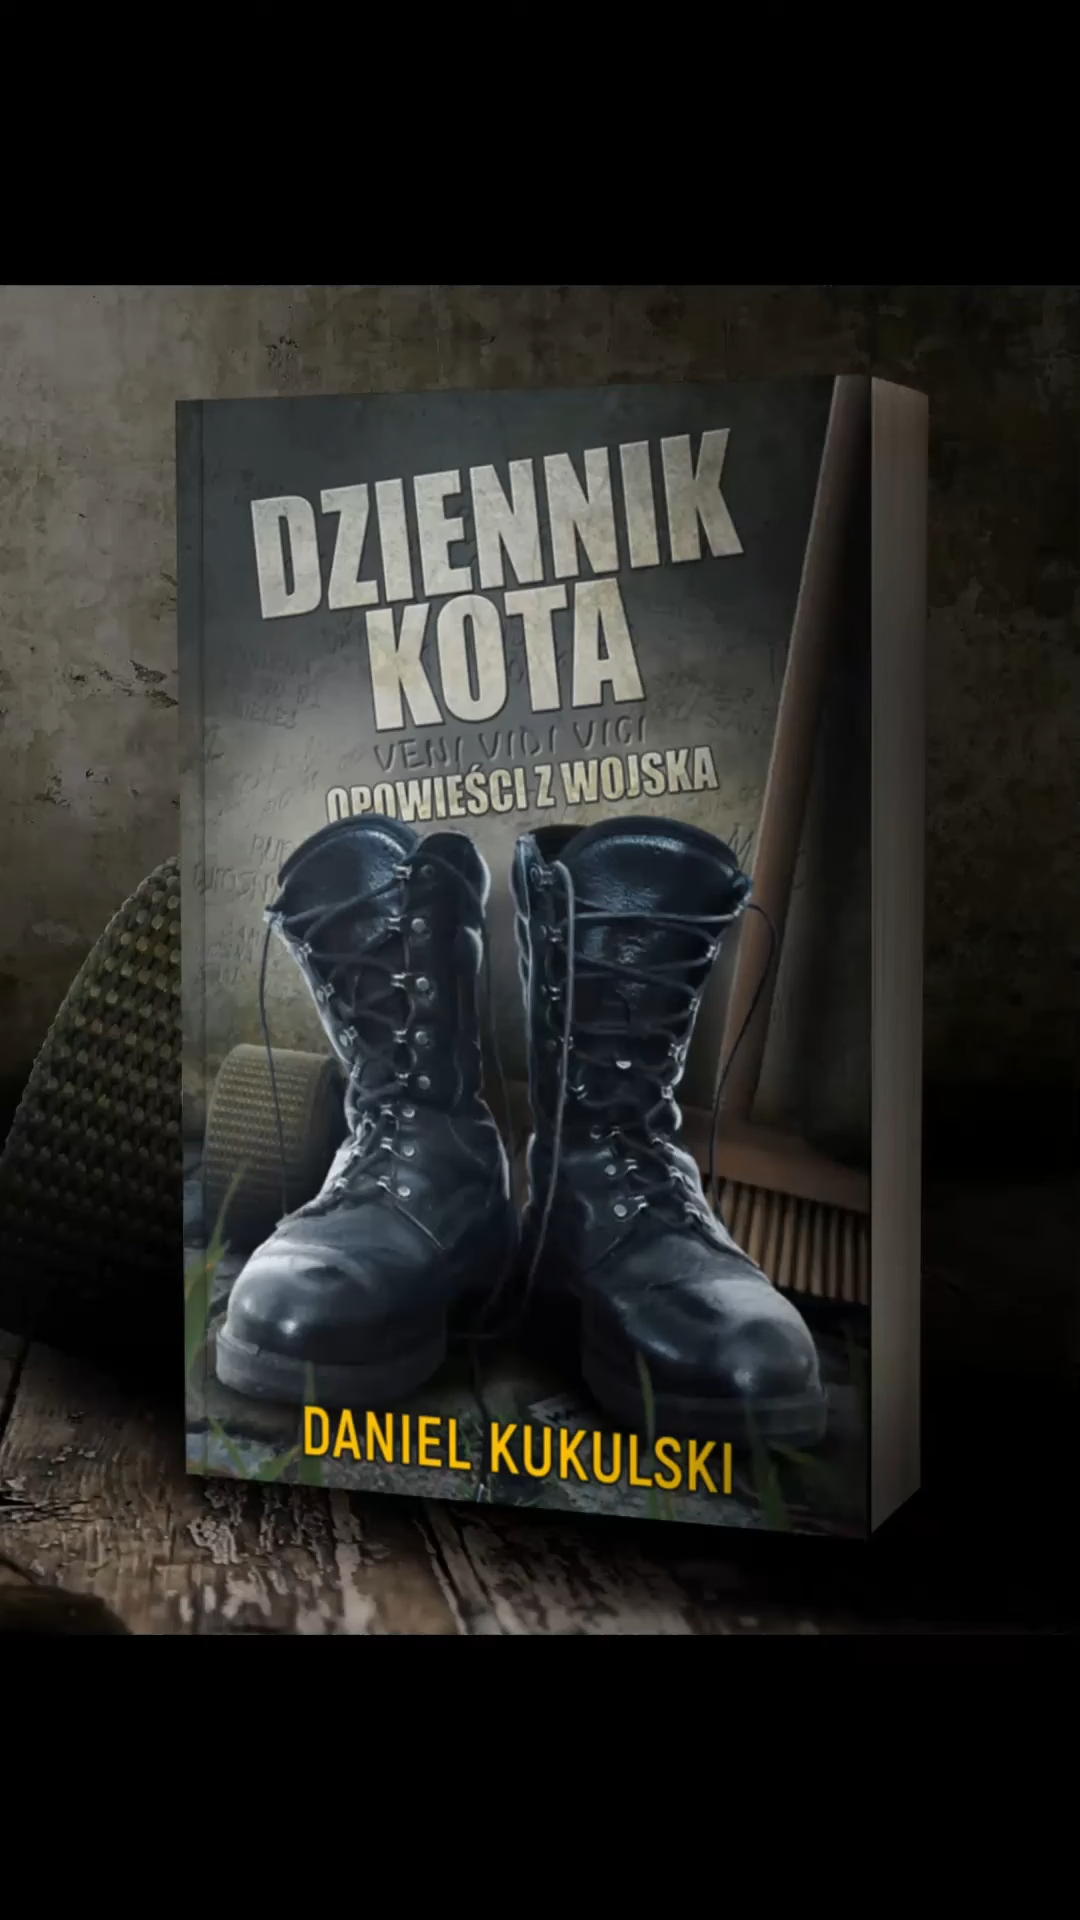 DZIENNIK
KOTA
VENI VIDI VICI
OPOWIEŚCI Z WOJSKA
DANIEL KUKULSKI